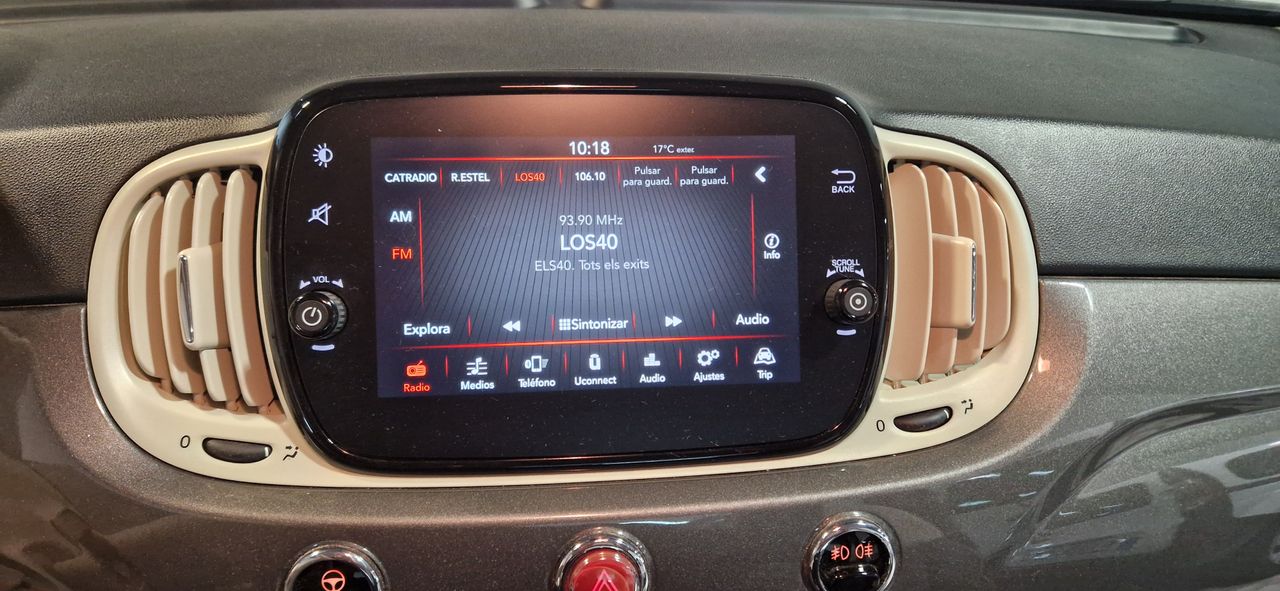 10:18
17°C exter.
CATRADIO
R.ESTEL
LOS40
106.10
Pulsar
para guard.
Pulsar
para guard.
BACK
AM
FM
93.90 MHz
LOS40
ELS40. Tots els exits
Info
VOL
SCROLL
TUNE
Explora
Sintonizar
Audio
Radio
Medios
Teléfono
Uconnect
Audio
Ajustes
Trip
0
0